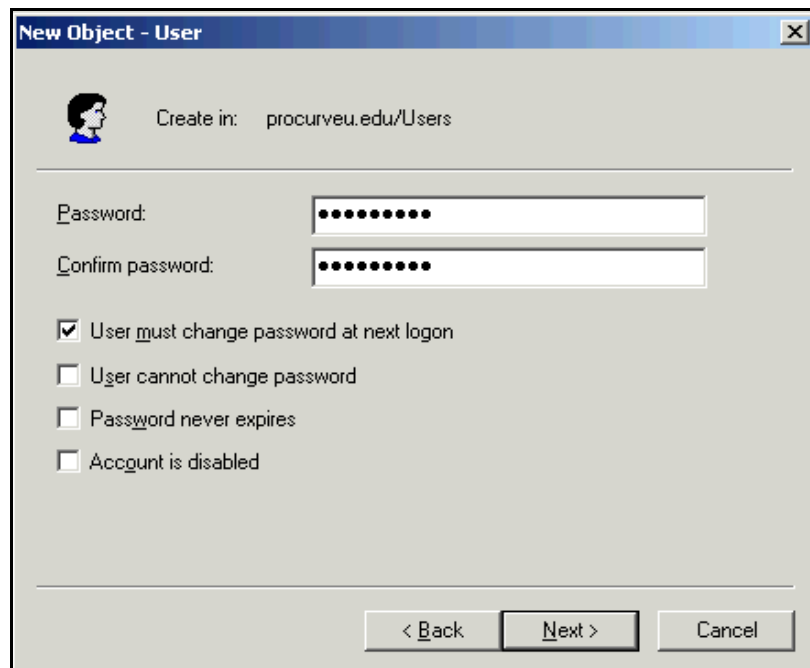 New Object - User
Create in: procurveu.edu/Users
Password: ●●●●●●●●●
Confirm password: ●●●●●●●●●
User must change password at next logon
User cannot change password
Password never expires
Account is disabled
< Back Next > Cancel